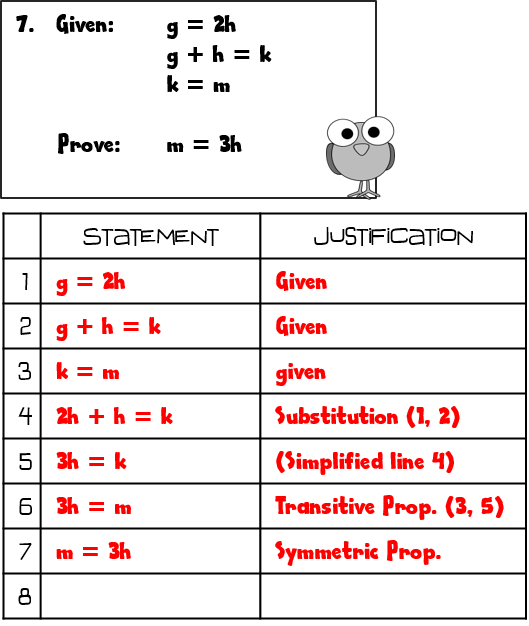 7. Given: g = 2h
g + h = k
k = m
Prove: m = 3h
STATEMENT JUSTIFICATION
1 g = 2h Given
2 g + h = k Given
3 k = m given
4 2h + h = k Substitution (1, 2)
5 3h = k (Simplified line 4)
6 3h = m Transitive Prop. (3, 5)
7 m = 3h Symmetric Prop.
8